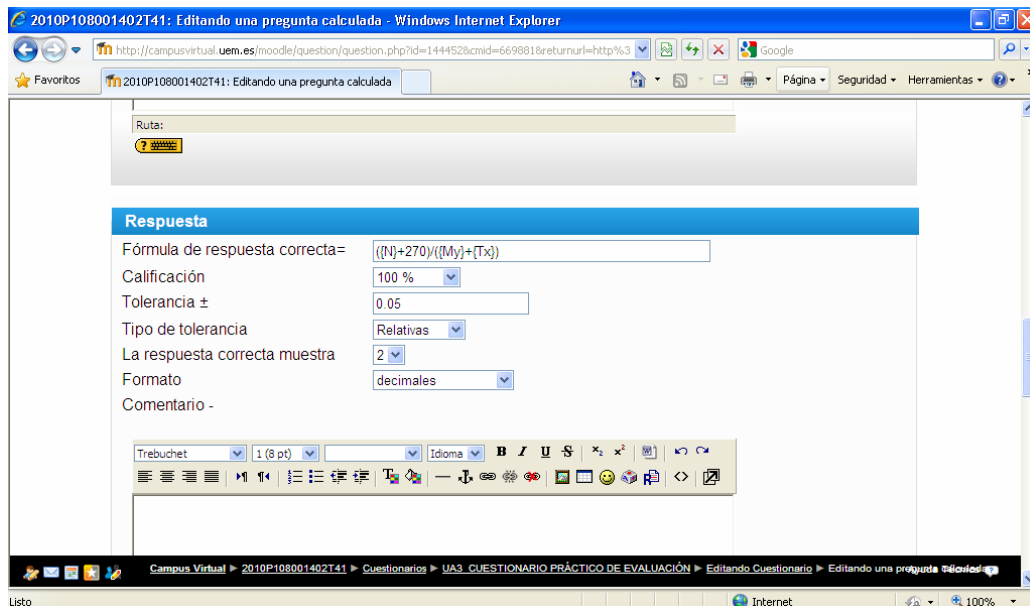 2010P108001402T41: Editando una pregunta calculada - Windows Internet Explorer
http://campusvirtual.uem.es/moodle/question/question.php?id=144452&cmid=669881&returnurl=http%3
Google
Favoritos
2010P108001402T41: Editando una pregunta calculada
Página
Seguridad
Herramientas
Ruta:
Respuesta
Fórmula de respuesta correcta=
({N}+270)/({My}+{Tx})
Calificación
100 %
Tolerancia ±
0.05
Tipo de tolerancia
Relativas
La respuesta correcta muestra
2
Formato
decimales
Comentario -
Trebuchet
1 (8 pt)
Idioma
B I U S x₂ x²
Campus Virtual ► 2010P108001402T41 ► Cuestionarios ► UA3_CUESTIONARIO PRÁCTICO DE EVALUACIÓN ► Editando Cuestionario ► Editando una pregunta calculada
Listo
Internet
100%